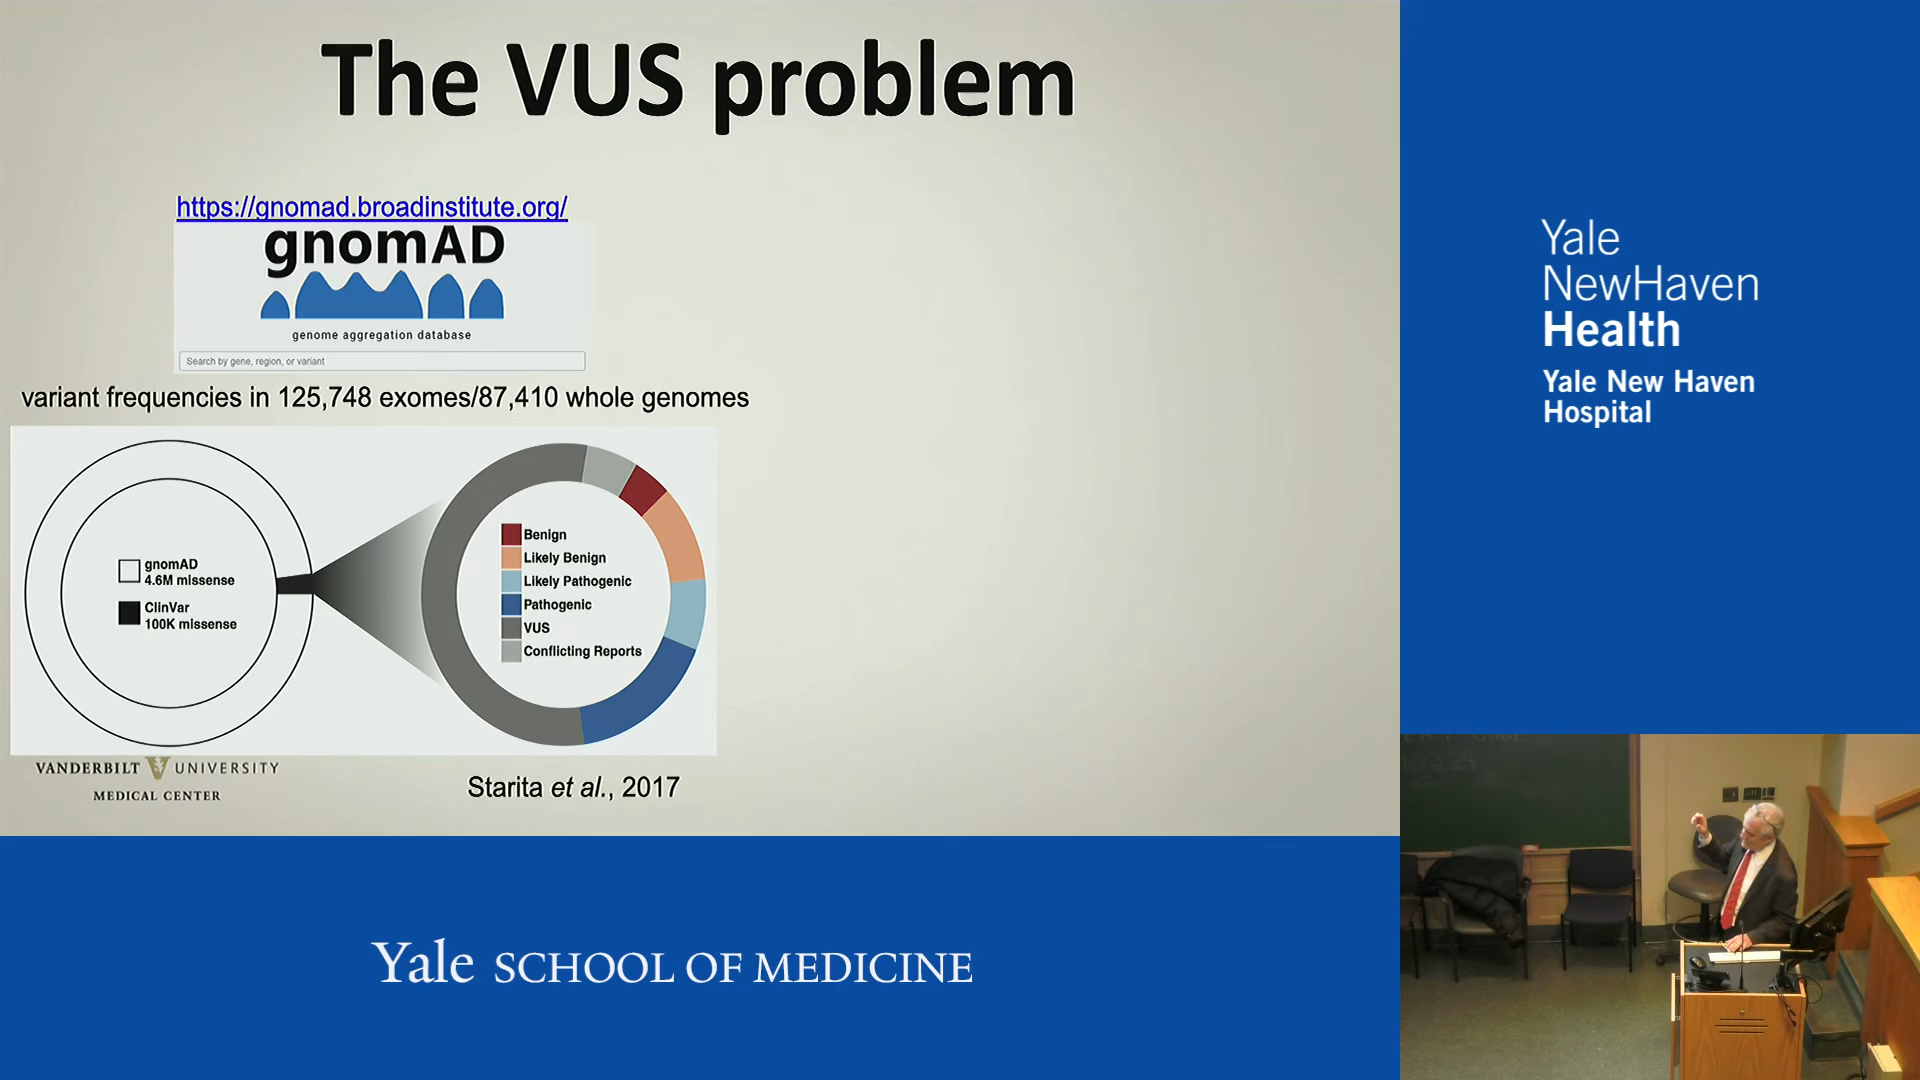 The VUS problem
https://gnomad.broadinstitute.org/
gnomAD
genome aggregation database
Search by gene, region, or variant
variant frequencies in 125,748 exomes/87,410 whole genomes
gnomAD
4.6M missense
ClinVar
100K missense
Benign
Likely Benign
Likely Pathogenic
Pathogenic
VUS
Conflicting Reports
VANDERBILT UNIVERSITY
MEDICAL CENTER
Starita et al., 2017
Yale
NewHaven
Health
Yale New Haven
Hospital
Yale SCHOOL OF MEDICINE